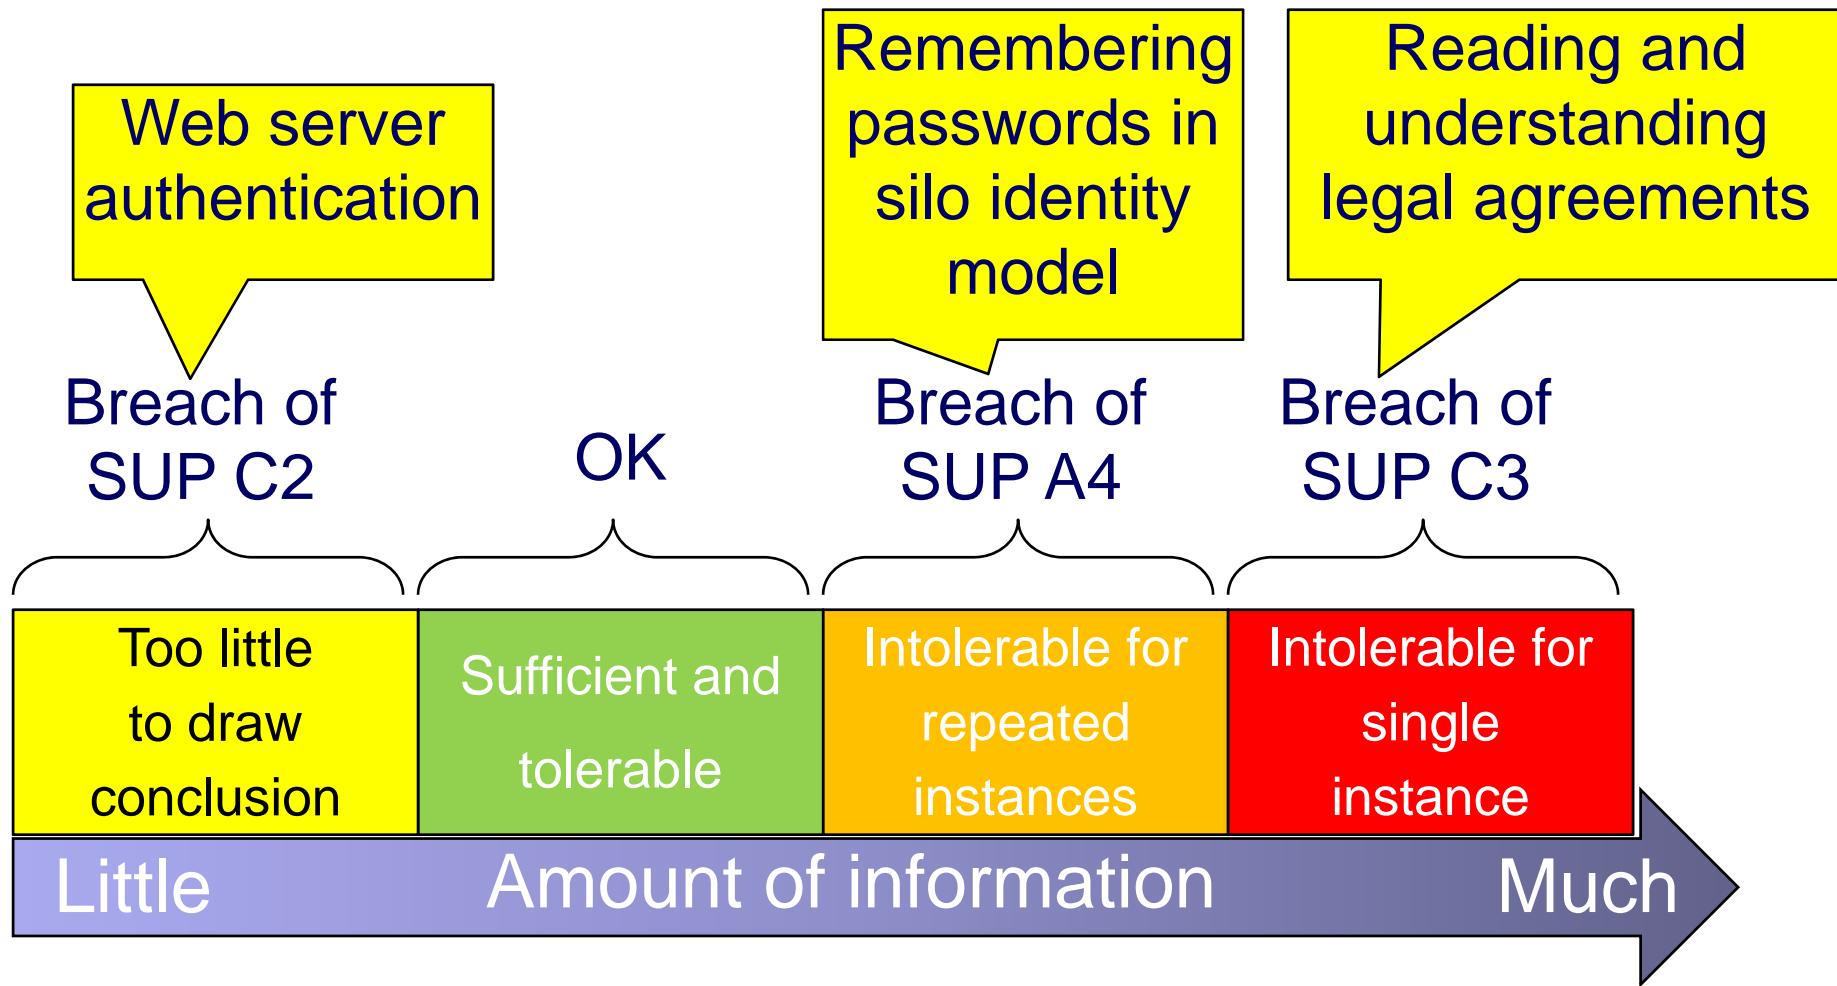 Web server
authentication
Remembering
passwords in
silo identity
model
Reading and
understanding
legal agreements
Breach of
SUP C2
OK
Breach of
SUP A4
Breach of
SUP C3
Too little
to draw
conclusion
Sufficient and
tolerable
Intolerable for
repeated
instances
Intolerable for
single
instance
Little
Amount of information
Much